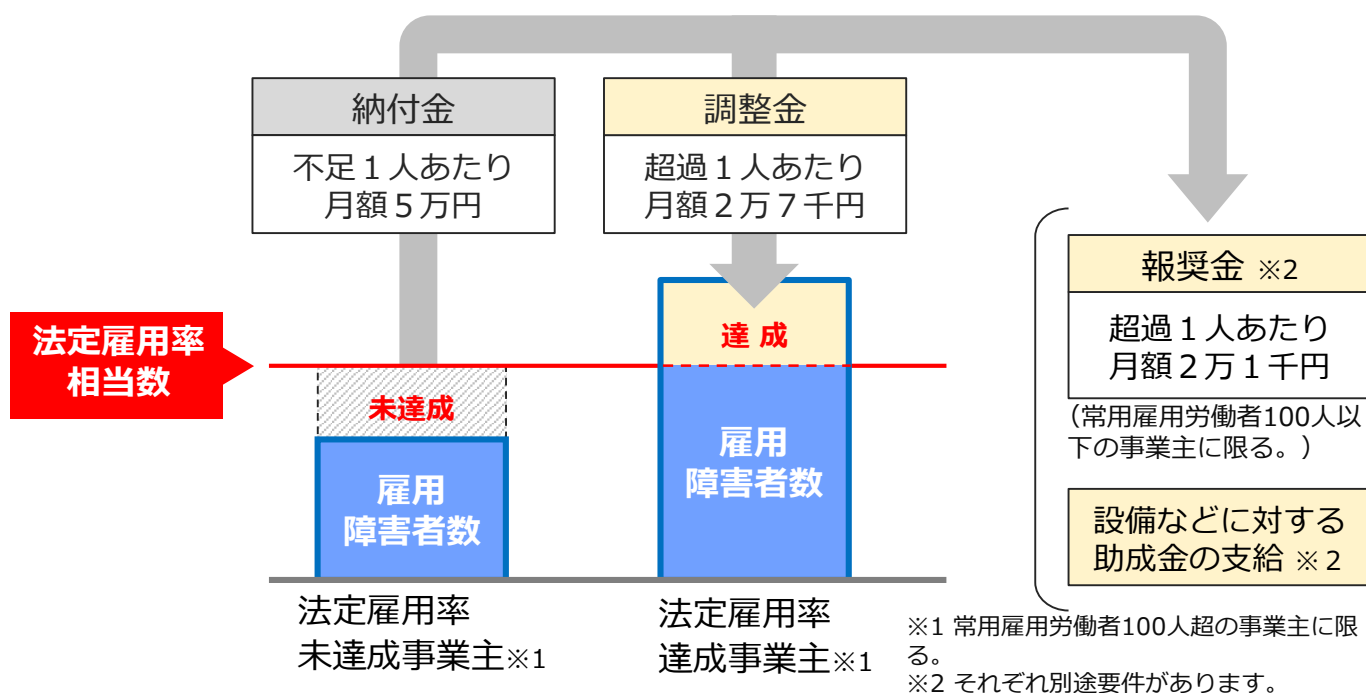 納付金
不足１人あたり
月額５万円
調整金
超過１人あたり
月額２万７千円
報奨金 ※2
超過１人あたり
月額２万１千円
（常用雇用労働者100人以
下の事業主に限る。）
設備などに対する
助成金の支給 ※２
法定雇用率
相当数
未達成
雇用
障害者数
達 成
雇用
障害者数
法定雇用率
未達成事業主※1
法定雇用率
達成事業主※1
※1 常用雇用労働者100人超の事業主に限
る。
※2 それぞれ別途要件があります。